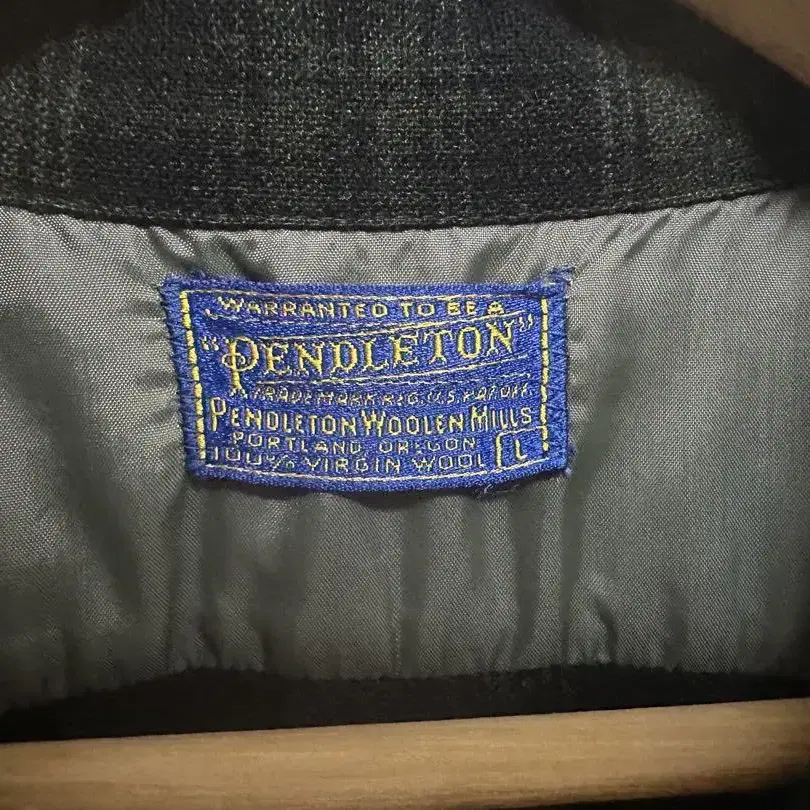 WARRANTED TO BE A
"PENDLETON"
TRADE MARK REG. U.S. PAT. OFF.
PENDLETON WOOLEN MILLS
PORTLAND OREGON
100% VIRGIN WOOL L